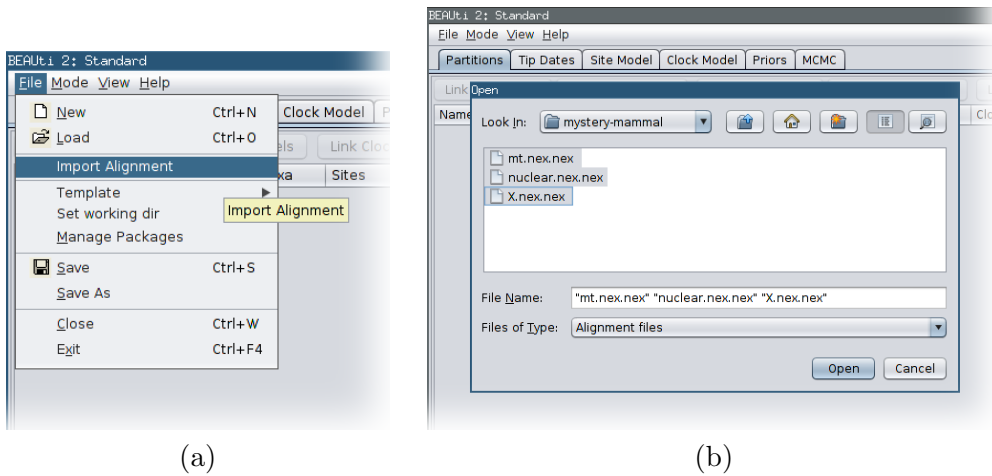 BEAUti 2: Standard
File Mode View Help
New Ctrl+N
Clock Model P
Load Ctrl+O
els Link Cloc
Import Alignment
xa Sites
Template
Import Alignment
Set working dir
Manage Packages
Save Ctrl+S
Save As
Close Ctrl+W
Exit Ctrl+F4
(a)
BEAUti 2: Standard
File Mode View Help
Partitions Tip Dates Site Model Clock Model Priors MCMC
Link
Open
Name
Clo
Look In: mystery-mammal
mt.nex.nex
nuclear.nex.nex
X.nex.nex
File Name: "mt.nex.nex" "nuclear.nex.nex" "X.nex.nex"
Files of Type: Alignment files
Open Cancel
(b)